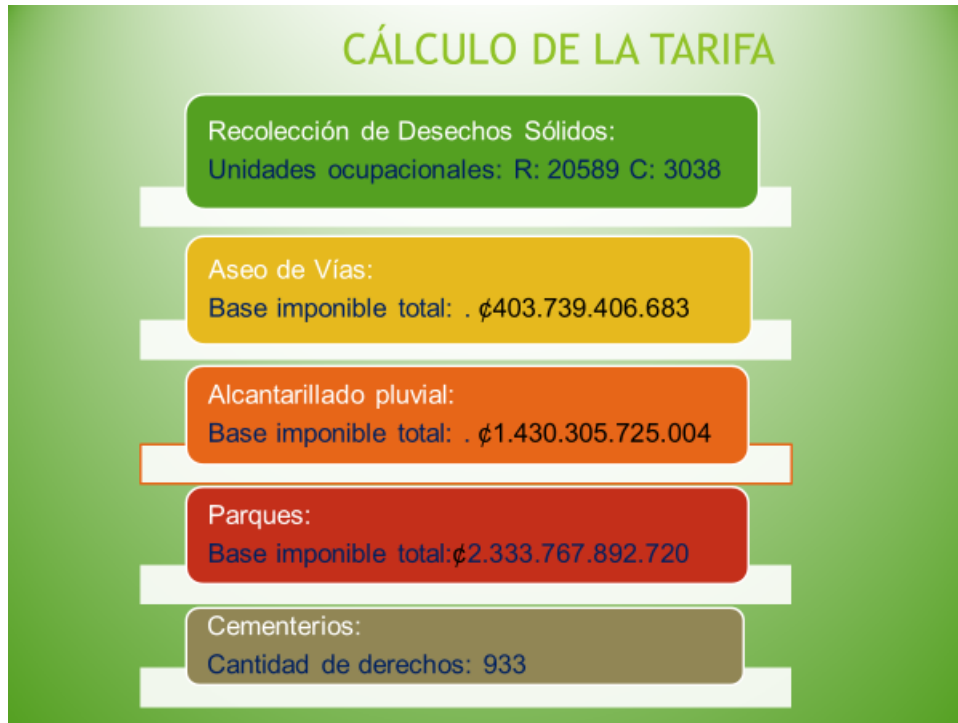 CÁLCULO DE LA TARIFA
Recolección de Desechos Sólidos:
Unidades ocupacionales: R: 20589 C: 3038
Aseo de Vías:
Base imponible total: . ¢403.739.406.683
Alcantarillado pluvial:
Base imponible total: . ¢1.430.305.725.004
Parques:
Base imponible total:¢2.333.767.892.720
Cementerios:
Cantidad de derechos: 933